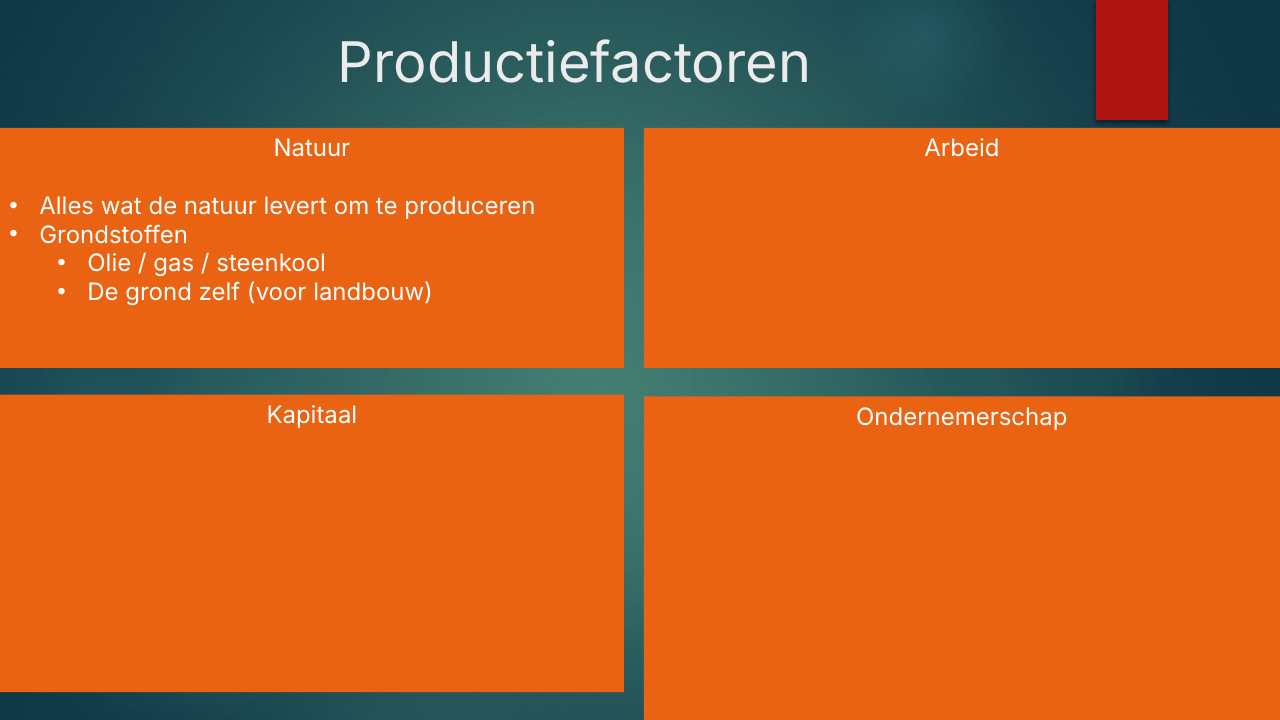 Productiefactoren
Natuur
• Alles wat de natuur levert om te produceren
• Grondstoffen
• Olie / gas / steenkool
• De grond zelf (voor landbouw)
Arbeid
Kapitaal
Ondernemerschap